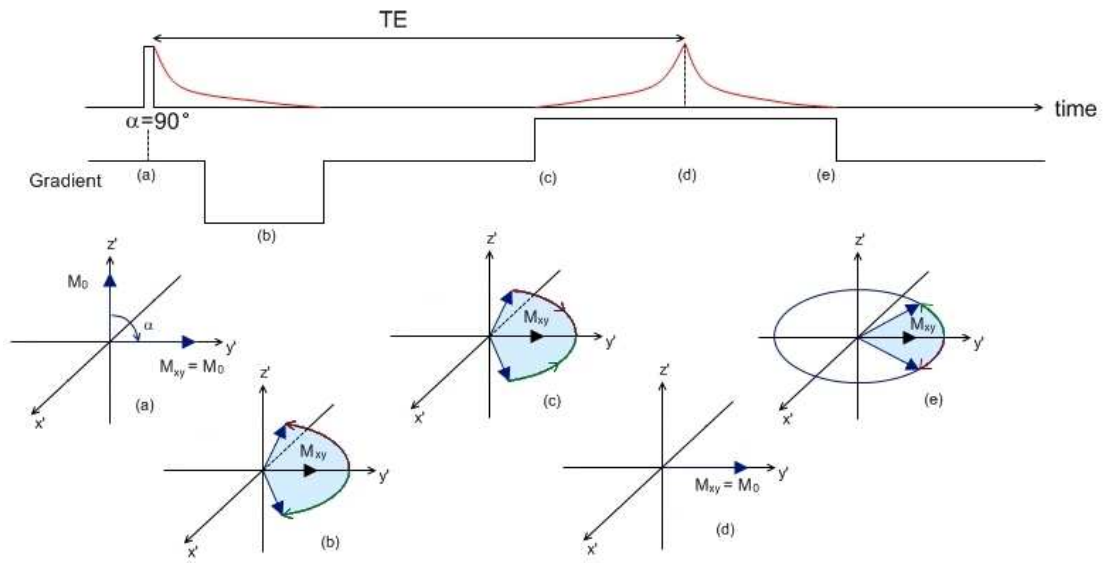 TE
time
α=90°
Gradient
(a)
(b)
(c)
(d)
(e)
z'
M0
α
y'
Mxy = M0
x'
(a)
z'
Mxy
y'
x'
(b)
z'
Mxy
y'
x'
(c)
z'
y'
Mxy = M0
x'
(d)
z'
Mxy
y'
x'
(e)